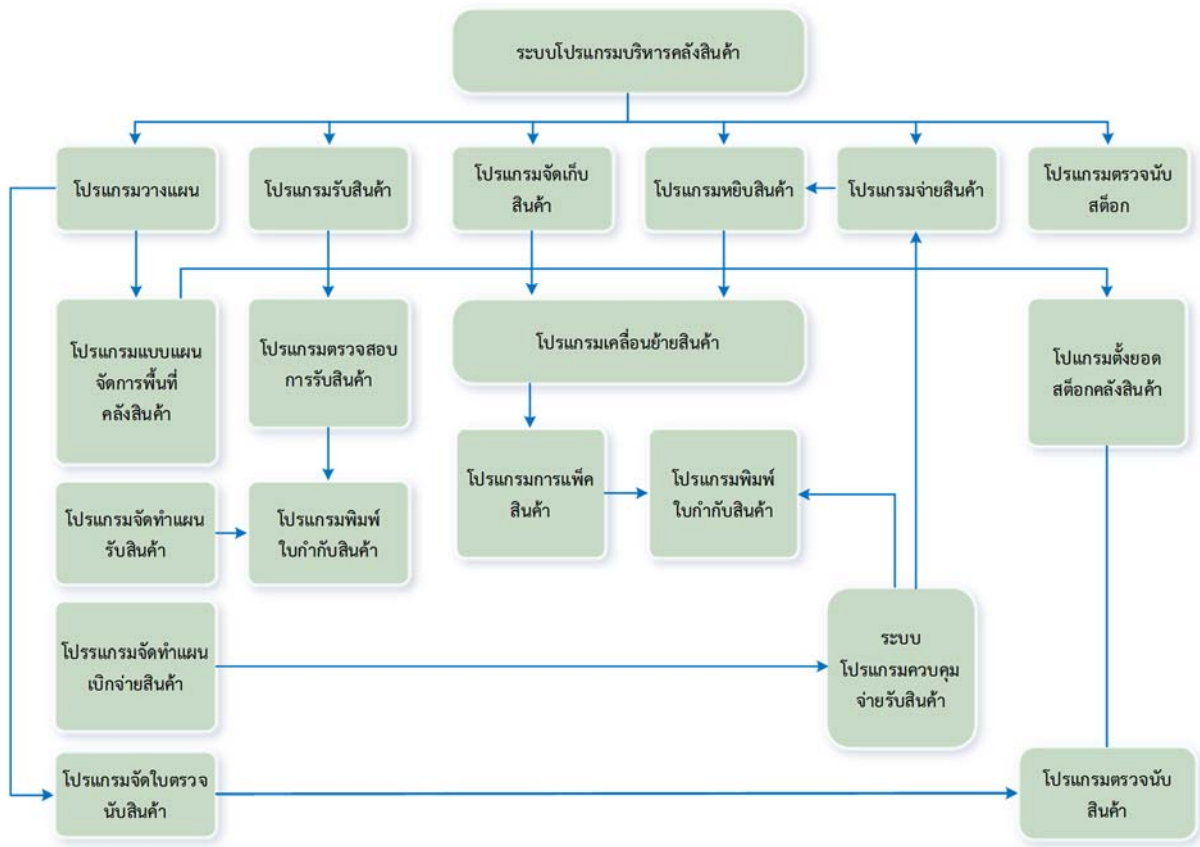 ระบบโปรแกรมบริหารคลังสินค้า
โปรแกรมวางแผน
โปรแกรมรับสินค้า
โปรแกรมจัดเก็บ
สินค้า
โปรแกรมหยิบสินค้า
โปรแกรมจ่ายสินค้า
โปรแกรมตรวจนับ
สต็อก
โปรแกรมแบบแผน
จัดการพื้นที่
คลังสินค้า
โปรแกรมตรวจสอบ
การรับสินค้า
โปรแกรมเคลื่อนย้ายสินค้า
โปแกรมตั้งยอด
สต็อกคลังสินค้า
โปรแกรมจัดทำแผน
รับสินค้า
โปรแกรมพิมพ์
ใบกำกับสินค้า
โปรแกรมการแพ็ค
สินค้า
โปรแกรมพิมพ์
ใบกำกับสินค้า
โปรรแกรมจัดทำแผน
เบิกจ่ายสินค้า
ระบบ
โปรแกรมควบคุม
จ่ายรับสินค้า
โปรแกรมจัดใบตรวจ
นับสินค้า
โปรแกรมตรวจนับ
สินค้า